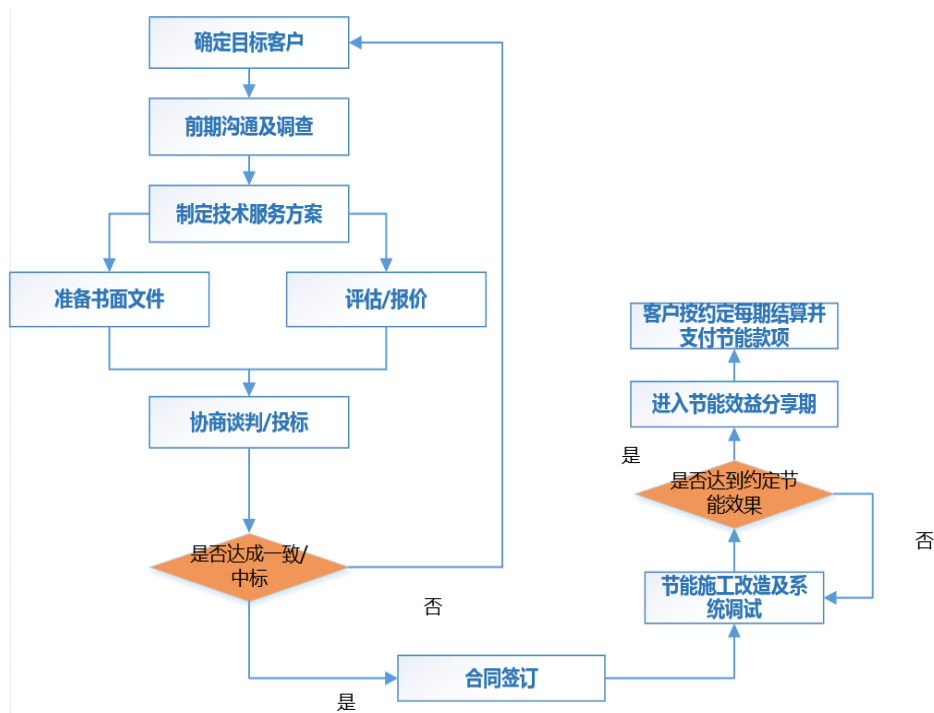 确定目标客户
前期沟通及调查
制定技术服务方案
准备书面文件
评估/报价
协商谈判/投标
是否达成一致/
中标
否
是
合同签订
节能施工改造及系
统调试
是否达到约定节
能效果
否
是
进入节能效益分享期
客户按约定每期结算并
支付节能款项